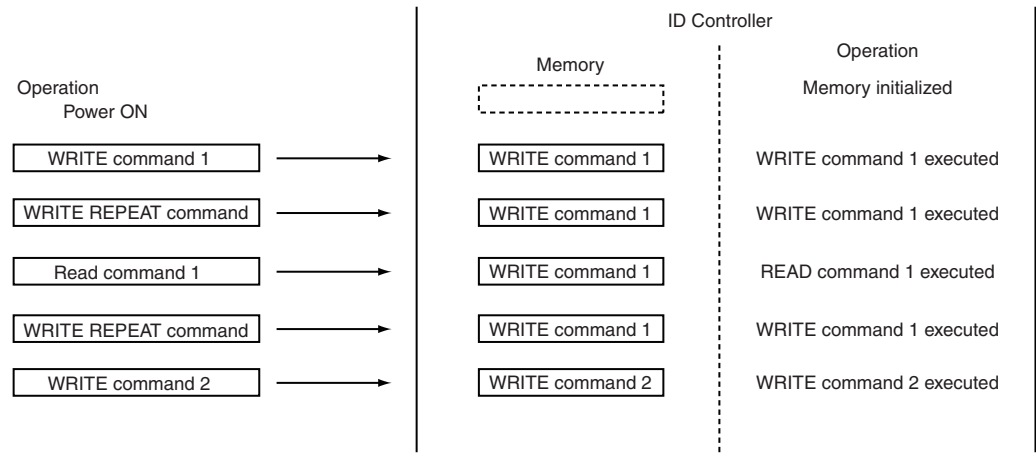 ID Controller
Memory
Operation
Operation
Power ON
Memory initialized
WRITE command 1
WRITE command 1
WRITE command 1 executed
WRITE REPEAT command
WRITE command 1
WRITE command 1 executed
Read command 1
WRITE command 1
READ command 1 executed
WRITE REPEAT command
WRITE command 1
WRITE command 1 executed
WRITE command 2
WRITE command 2
WRITE command 2 executed